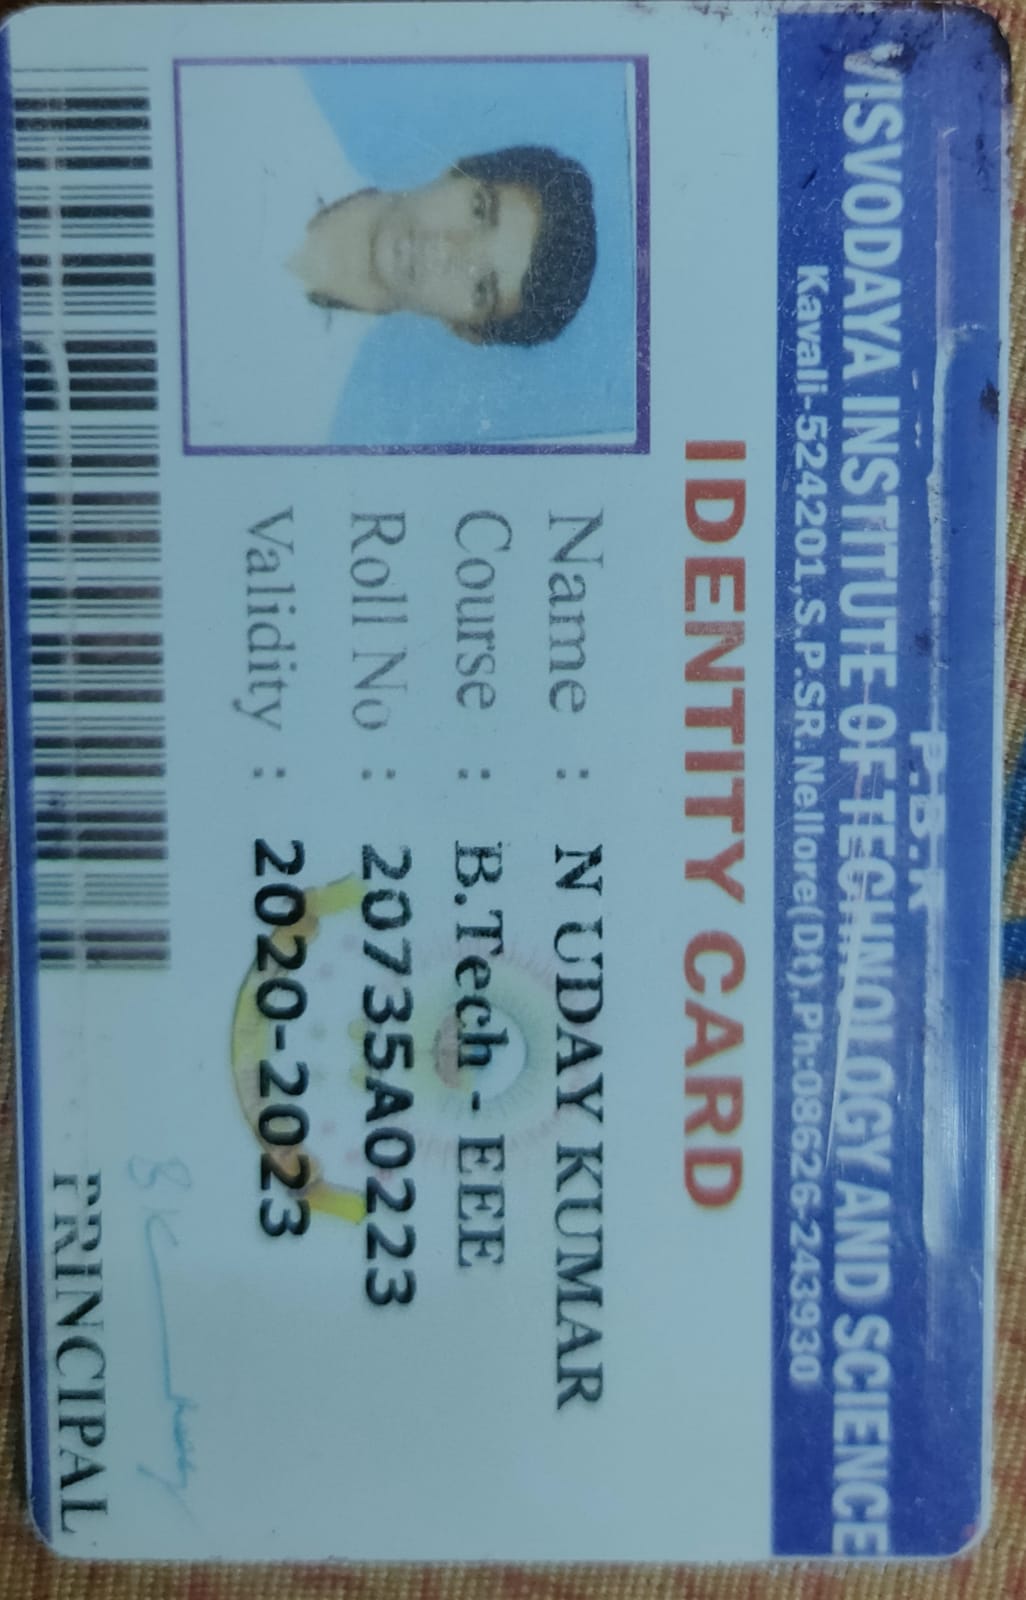 P.B.R
VISVODAYA INSTITUTE OF TECHNOLOGY AND SCIENCE
Kavali-524201,S.P.SR.Nellore(Dt),Ph:08626-243930
IDENTITY CARD
Name : N UDAY KUMAR
Course : B.Tech - EEE
Roll No : 20735A0223
Validity : 2020-2023
PRINCIPAL